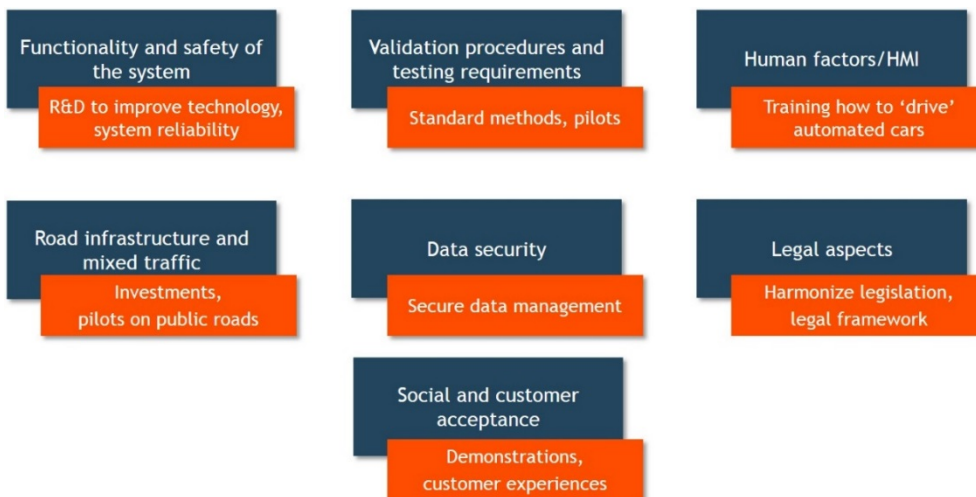 Functionality and safety of
the system
R&D to improve technology,
system reliability
Validation procedures and
testing requirements
Standard methods, pilots
Human factors/HMI
Training how to ‘drive’
automated cars
Road infrastructure and
mixed traffic
Investments,
pilots on public roads
Data security
Secure data management
Legal aspects
Harmonize legislation,
legal framework
Social and customer
acceptance
Demonstrations,
customer experiences